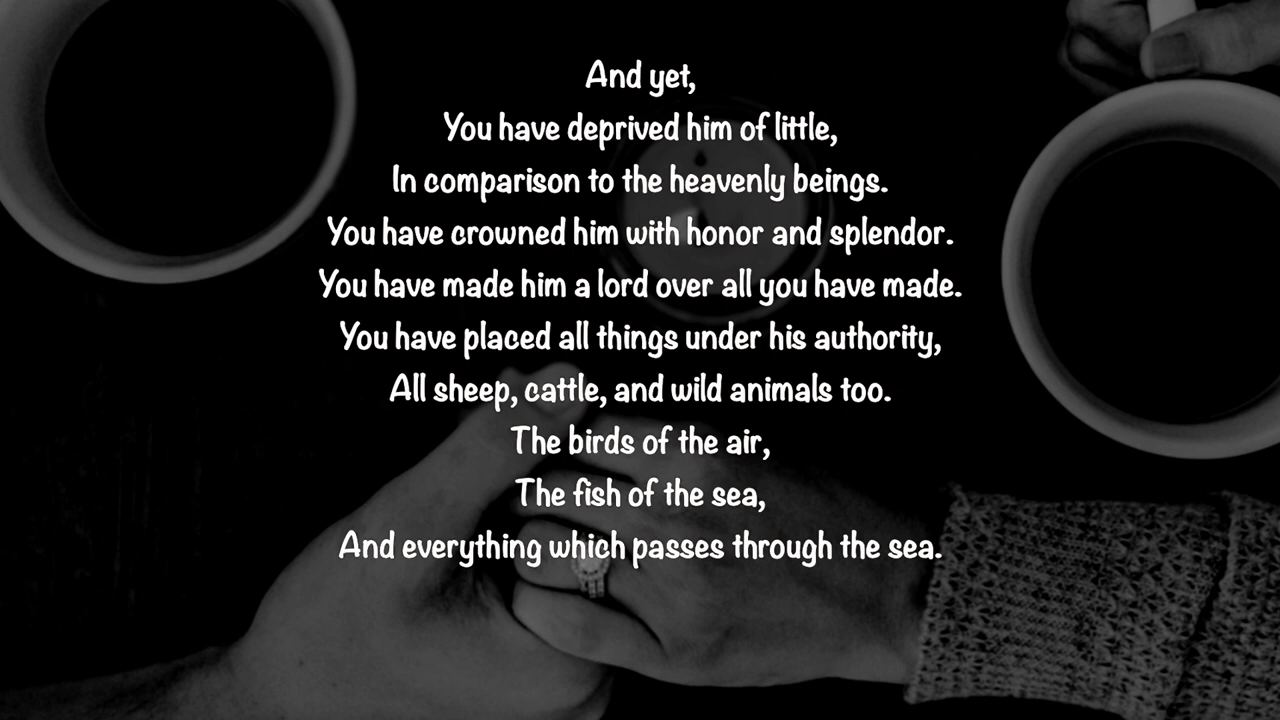 And yet,
You have deprived him of little,
In comparison to the heavenly beings.
You have crowned him with honor and splendor.
You have made him a lord over all you have made.
You have placed all things under his authority,
All sheep, cattle, and wild animals too.
The birds of the air,
The fish of the sea,
And everything which passes through the sea.